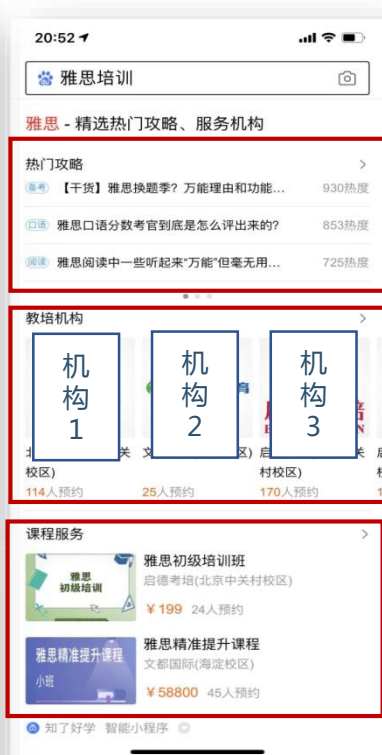 20:52
雅思培训
雅思 - 精选热门攻略、服务机构
热门攻略
备考 【干货】雅思换题季？万能理由和功能... 930热度
口语 雅思口语分数考官到底是怎么评出来的? 853热度
阅读 雅思阅读中一些听起来“万能”但毫无用... 725热度
教培机构
机构1
机构2
机构3
育
培
校区)
区)
村校区)
114人预约
25人预约
170人预约
课程服务
雅思初级培训
雅思初级培训班
启德考培(北京中关村校区)
¥199 24人预约
雅思精准提升课程
小班
雅思精准提升课程
文都国际(海淀校区)
¥58800 45人预约
知了好学 智能小程序